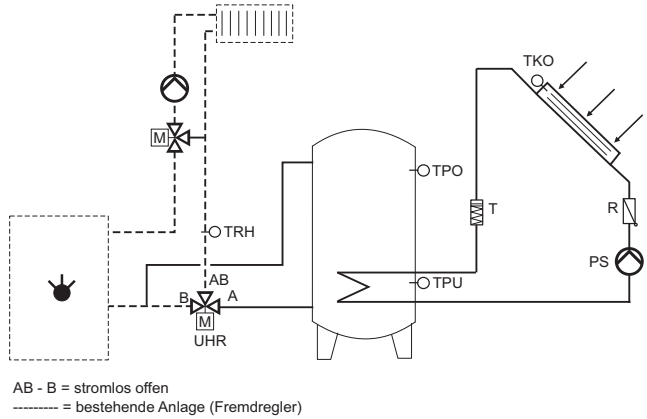 TKO
M
TPO
T
R
TRH
PS
AB
TPU
B
A
M
UHR
AB - B = stromlos offen
--------- = bestehende Anlage (Fremdregler)